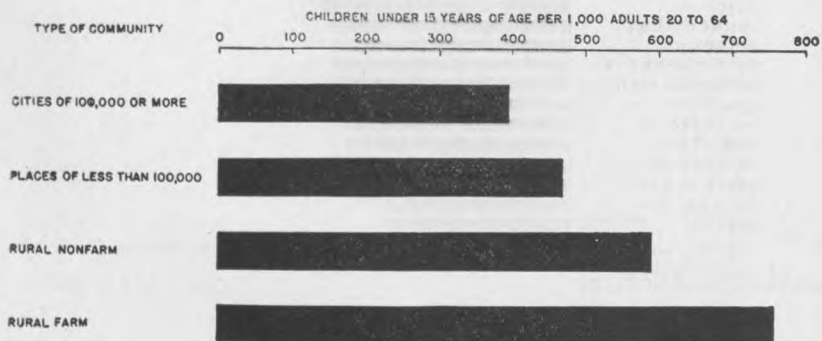 CHILDREN UNDER 15 YEARS OF AGE PER 1,000 ADULTS 20 TO 64
TYPE OF COMMUNITY
0 100 200 300 400 500 600 700 800
CITIES OF 100,000 OR MORE
PLACES OF LESS THAN 100,000
RURAL NONFARM
RURAL FARM